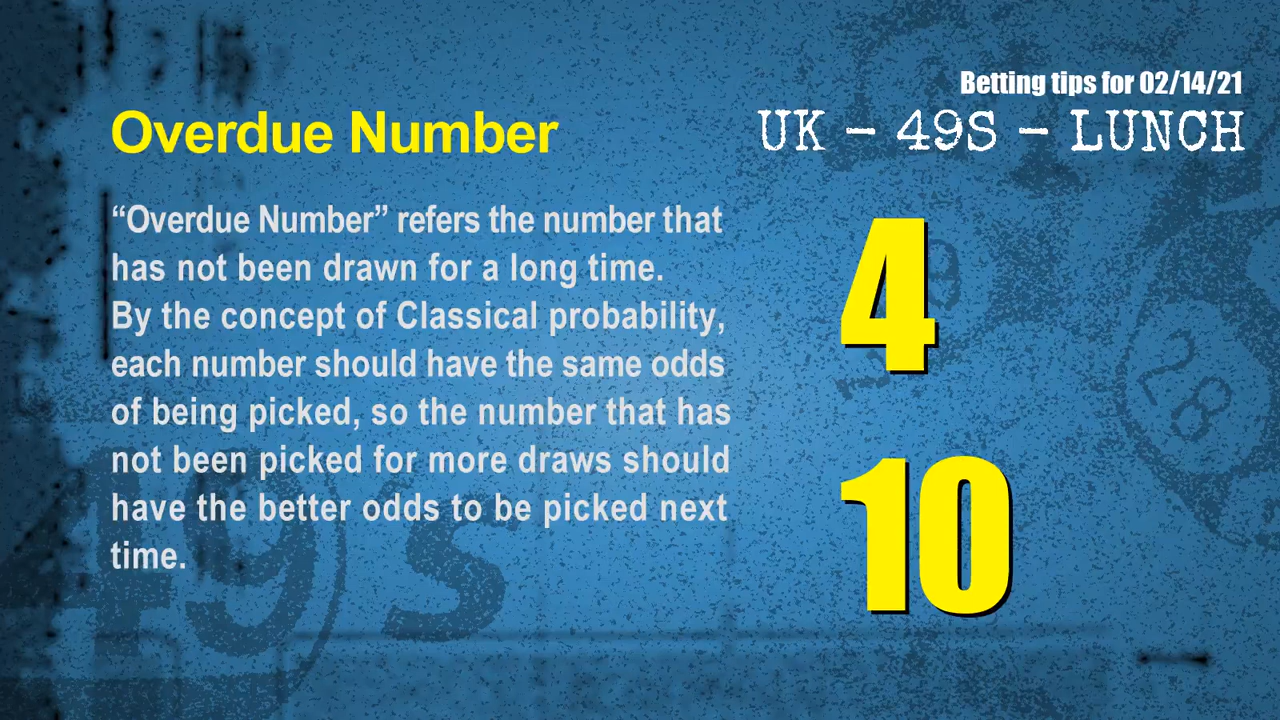 Betting tips for 02/14/21
UK - 49S - LUNCH
Overdue Number
“Overdue Number” refers the number that
has not been drawn for a long time.
By the concept of Classical probability,
each number should have the same odds
of being picked, so the number that has
not been picked for more draws should
have the better odds to be picked next
time.
4
10
49's
28